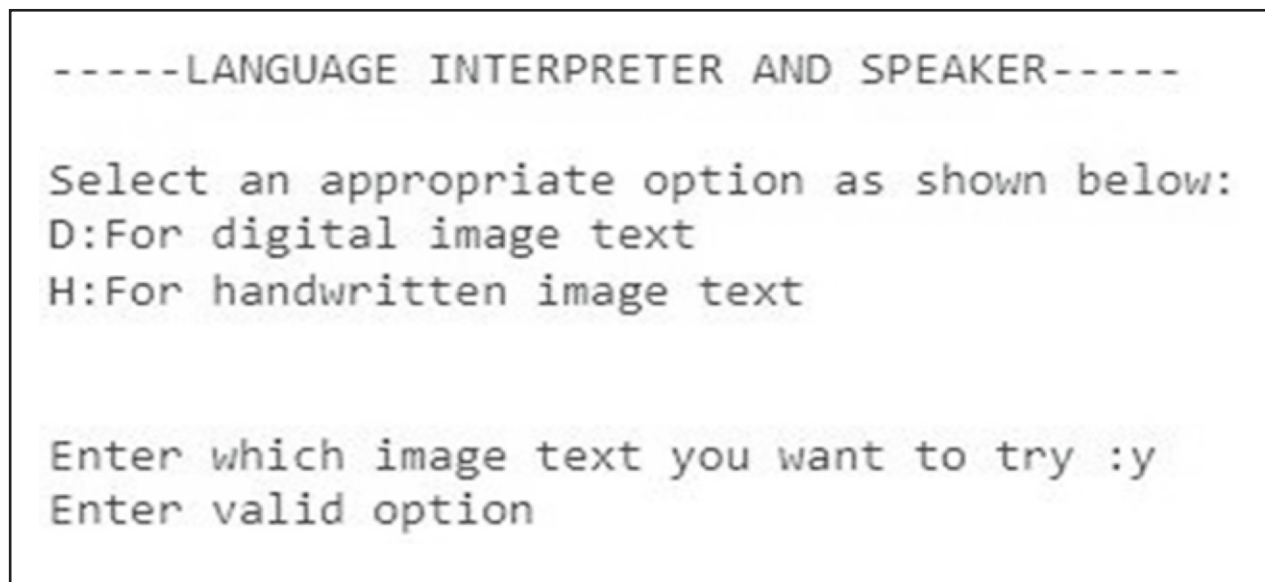 -----LANGUAGE INTERPRETER AND SPEAKER-----
Select an appropriate option as shown below:
D:For digital image text
H:For handwritten image text
Enter which image text you want to try :y
Enter valid option